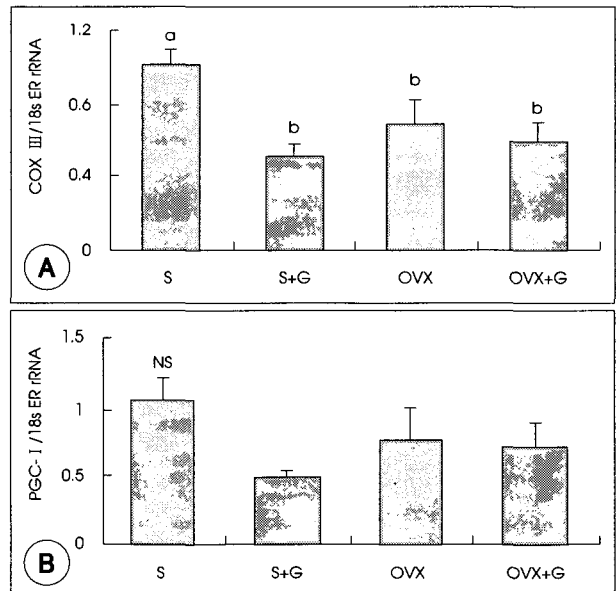 1.2
0.6
0.4
0
COX III/18s ER rRNA
a
b
b
b
S
S+G
OVX
OVX+G
A
1.5
1
0.5
0
PGC-I/18s ER rRNA
NS
S
S+G
OVX
OVX+G
B